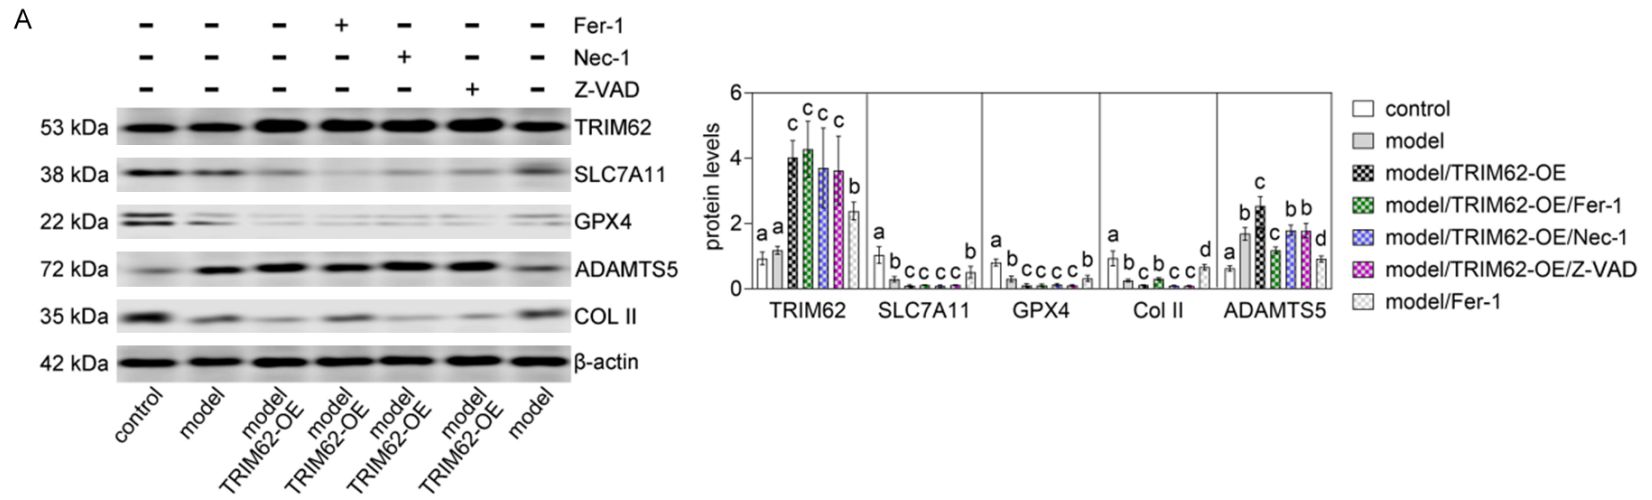 A
- - - + - - - Fer-1
- - - - + - - Nec-1
- - - - - + - Z-VAD
53 kDa TRIM62
38 kDa SLC7A11
22 kDa GPX4
72 kDa ADAMTS5
35 kDa COL II
42 kDa β-actin
control
model
model
TRIM62-OE
model
TRIM62-OE
model
TRIM62-OE
model
TRIM62-OE
model
protein levels
6
4
2
0
a a c c c c b
a b c c c c b
a b c c c c b
a b c b c c d
a b c c b b d
TRIM62 SLC7A11 GPX4 Col II ADAMTS5
control
model
model/TRIM62-OE
model/TRIM62-OE/Fer-1
model/TRIM62-OE/Nec-1
model/TRIM62-OE/Z-VAD
model/Fer-1